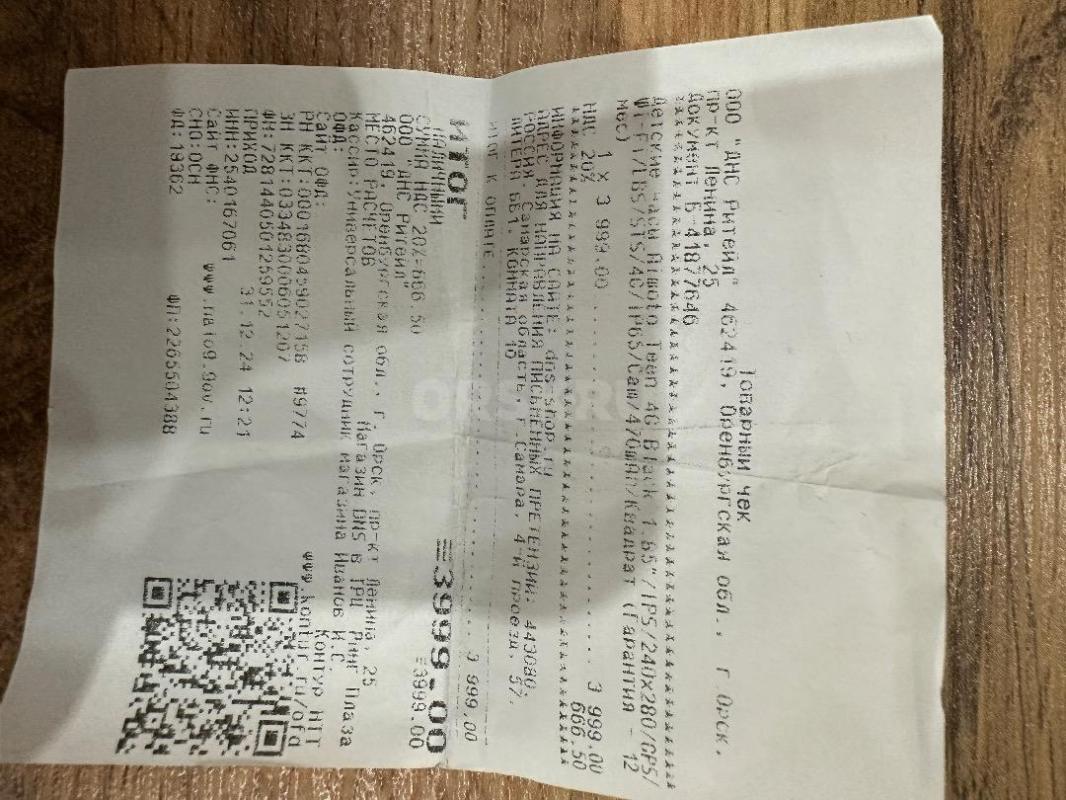 Товарный чек
ООО "ДНС Ритейл" 462419, Оренбургская обл., г Орск,
пр-кт Ленина, 25
Документ Б-41877646
Детские часы Aimoto Teen 4G Black 1.65"/IPS/240x280/GPS/
Wi-Fi/LBS/STS/4G/IP65/Cam/470mAh/Квадрат (Гарантия - 12
мес)
1 x 3 999.00 ........ 3 999.00
НДС 20% 666.50
ИНФОРМАЦИЯ НА САЙТЕ: dns-shop.ru
АДРЕС ДЛЯ НАПРАВЛЕНИЯ ПИСЬМЕННЫХ ПРЕТЕНЗИЙ: 443080,
РОССИЯ, Самарская область, г.Самара, 4-й проезд, 57,
ЛИТЕРА ББ1, КОМНАТА 10
ИТОГ К ОПЛАТЕ........ 3 999.00
ИТОГ =3999.00
НАЛИЧНЫМИ =3999.00
СУММА НДС 20%=666.50
ООО "ДНС Ритейл"
462419, Оренбургская обл., г. Орск, пр-кт Ленина, 25
МЕСТО РАСЧЕТОВ Магазин DNS в ТРЦ Ринг Плаза
Кассир:Универсальный сотрудник магазина Иванов И.С.
ОФД: Контур НТТ
Сайт ОФД: www.kontur.ru/ofd
РН ККТ:0001680459027158 #9774
ЗН ККТ:0334830006051207
ФН:7281440501259552
ПРИХОД 31.12.24 12:21
ИНН:2540167061
Сайт ФНС: www.nalog.gov.ru
СНО:ОСН
ФД:19362 ФП:2265504388
ORSK.RU